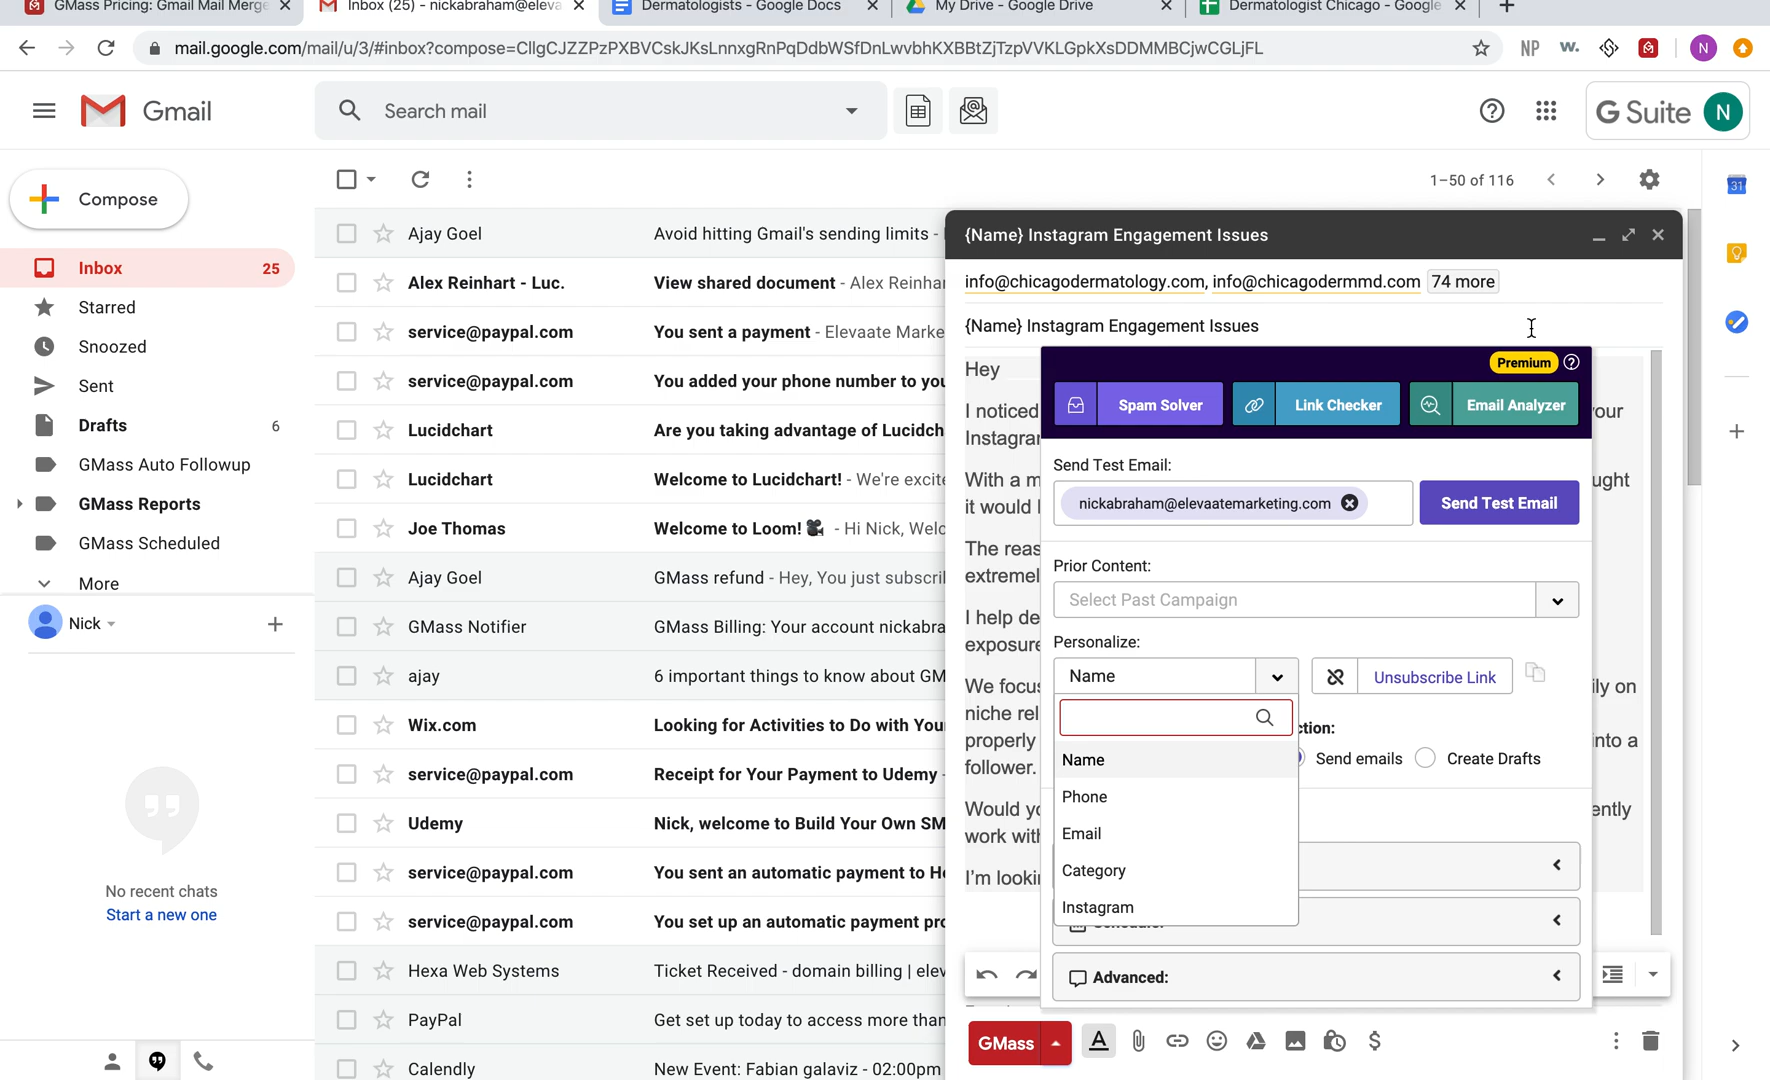 GMass Pricing: Gmail Mail Merge
Inbox (25) - nickabraham@eleva
Dermatologists - Google Docs
My Drive - Google Drive
Dermatologist Chicago - Google
mail.google.com/mail/u/3/#inbox?compose=CllgCJZZPzPXBVCskJKsLnnxgRnPqDdbWSfDnLwvbhKXBBtZjTzpVVKLGpkXsDDMMBCjwCGLjFL
NP
W.
N
Gmail
Search mail
G Suite
N
Compose
1–50 of 116
Inbox 25
Starred
Snoozed
Sent
Drafts 6
GMass Auto Followup
GMass Reports
GMass Scheduled
More
Nick
No recent chats
Start a new one
Ajay Goel Avoid hitting Gmail's sending limits -
Alex Reinhart - Luc. View shared document - Alex Reinhar
service@paypal.com You sent a payment - Elevaate Marke
service@paypal.com You added your phone number to you
Lucidchart Are you taking advantage of Lucidch
Lucidchart Welcome to Lucidchart! - We're excite
Joe Thomas Welcome to Loom! - Hi Nick, Welc
Ajay Goel GMass refund - Hey, You just subscri
GMass Notifier GMass Billing: Your account nickabra
ajay 6 important things to know about GM
Wix.com Looking for Activities to Do with You
service@paypal.com Receipt for Your Payment to Udemy -
Udemy Nick, welcome to Build Your Own SM
service@paypal.com You sent an automatic payment to He
service@paypal.com You set up an automatic payment pro
Hexa Web Systems Ticket Received - domain billing | elev
PayPal Get set up today to access more than
Calendly New Event: Fabian galaviz - 02:00pm
{Name} Instagram Engagement Issues
info@chicagodermatology.com, info@chicagodermmd.com 74 more
{Name} Instagram Engagement Issues
Hey
I noticed your
Instagra
With a m ught
it would
The reas
extremel
I help de
exposure
We focus ily on
niche rel
properly into a
follower.
Would yo ently
work with
I'm looki
Premium
Spam Solver
Link Checker
Email Analyzer
Send Test Email:
nickabraham@elevaatemarketing.com
Send Test Email
Prior Content:
Select Past Campaign
Personalize:
Name
Unsubscribe Link
Name
Phone
Email
Category
Instagram
ction:
Send emails
Create Drafts
Advanced:
GMass
31